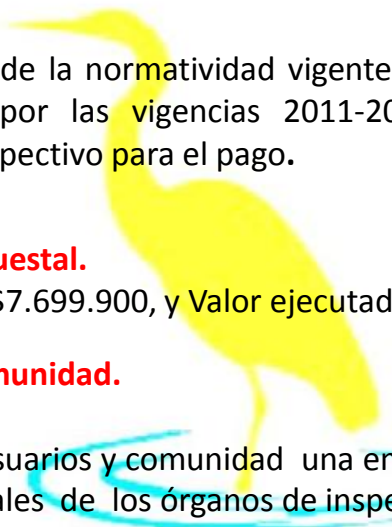 de la normatividad vigente
por las vigencias 2011-20
pectivo para el pago.
uestal.
$7.699.900, y Valor ejecutad
munidad.
suarios y comunidad una en
ales de los órganos de inspe